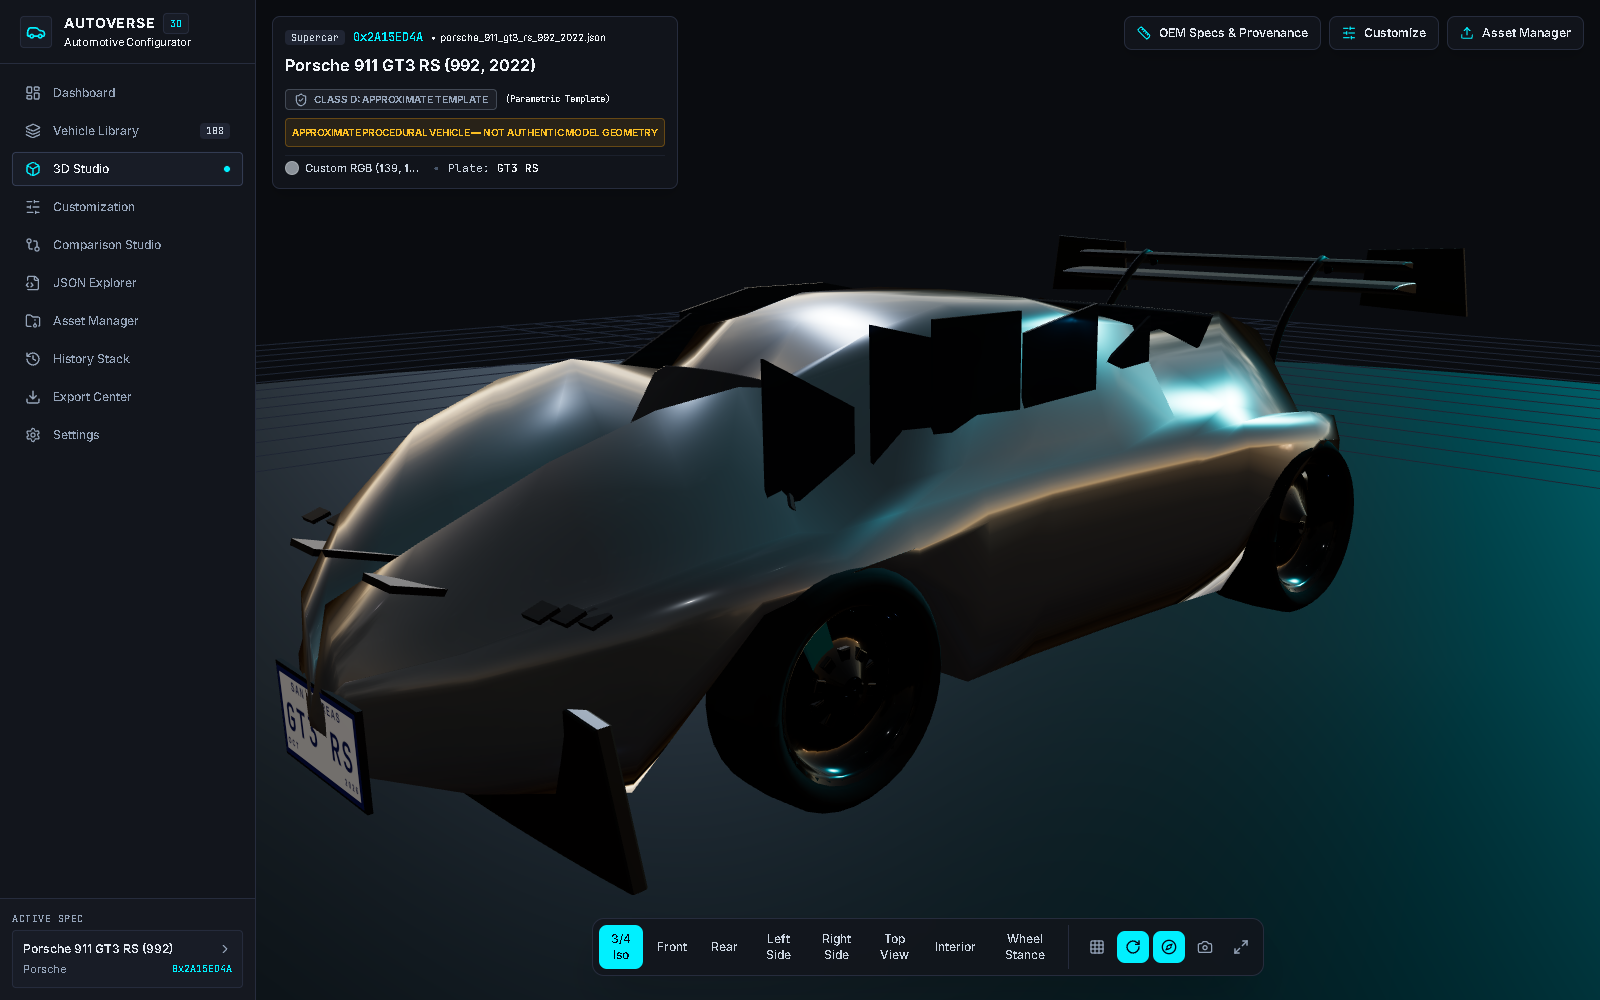 AUTOVERSE 3D
Automotive Configurator
Dashboard
Vehicle Library 188
3D Studio
Customization
Comparison Studio
JSON Explorer
Asset Manager
History Stack
Export Center
Settings
ACTIVE SPEC
Porsche 911 GT3 RS (992)
Porsche 0x2A15ED4A
Supercar 0x2A15ED4A • porsche_911_gt3_rs_992_2022.json
Porsche 911 GT3 RS (992, 2022)
CLASS D: APPROXIMATE TEMPLATE (Parametric Template)
APPROXIMATE PROCEDURAL VEHICLE — NOT AUTHENTIC MODEL GEOMETRY
Custom RGB (139, 1... • Plate: GT3 RS
OEM Specs & Provenance
Customize
Asset Manager
GT3 RS
3/4 Iso
Front
Rear
Left Side
Right Side
Top View
Interior
Wheel Stance